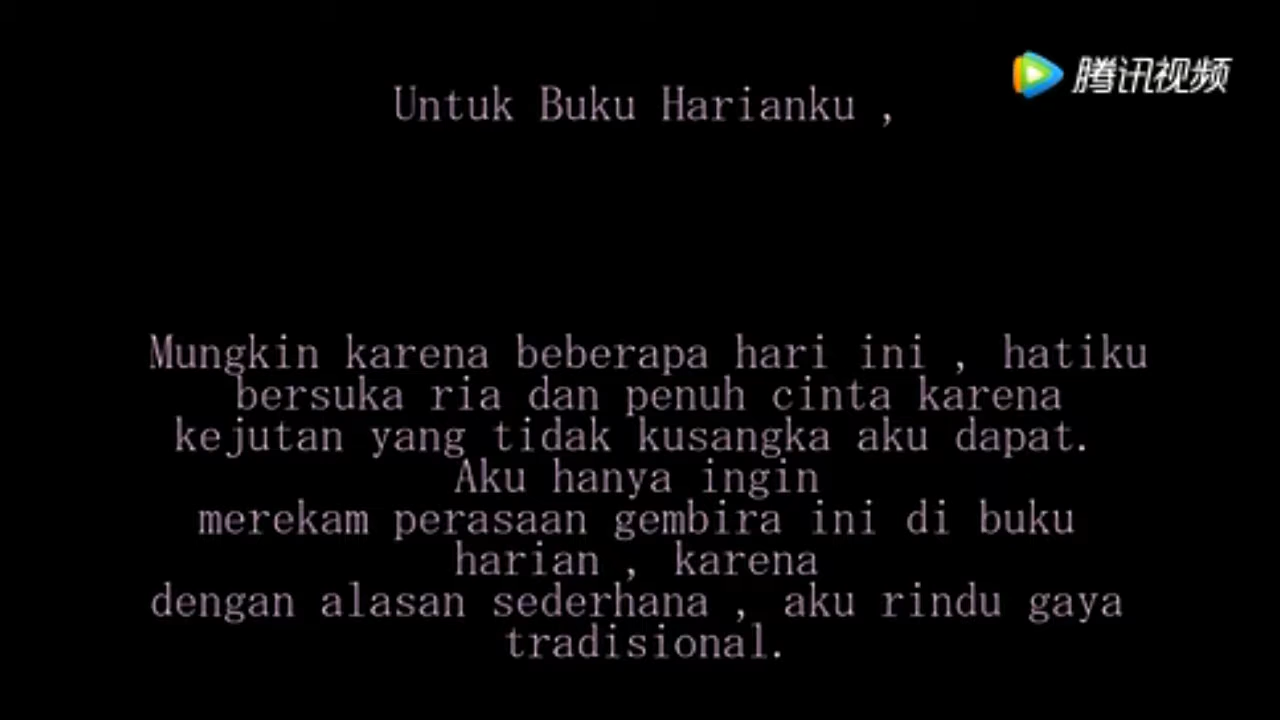 腾讯视频
Untuk Buku Harianku ,
Mungkin karena beberapa hari ini , hatiku
bersuka ria dan penuh cinta karena
kejutan yang tidak kusangka aku dapat.
Aku hanya ingin
merekam perasaan gembira ini di buku
harian , karena
dengan alasan sederhana , aku rindu gaya
tradisional.